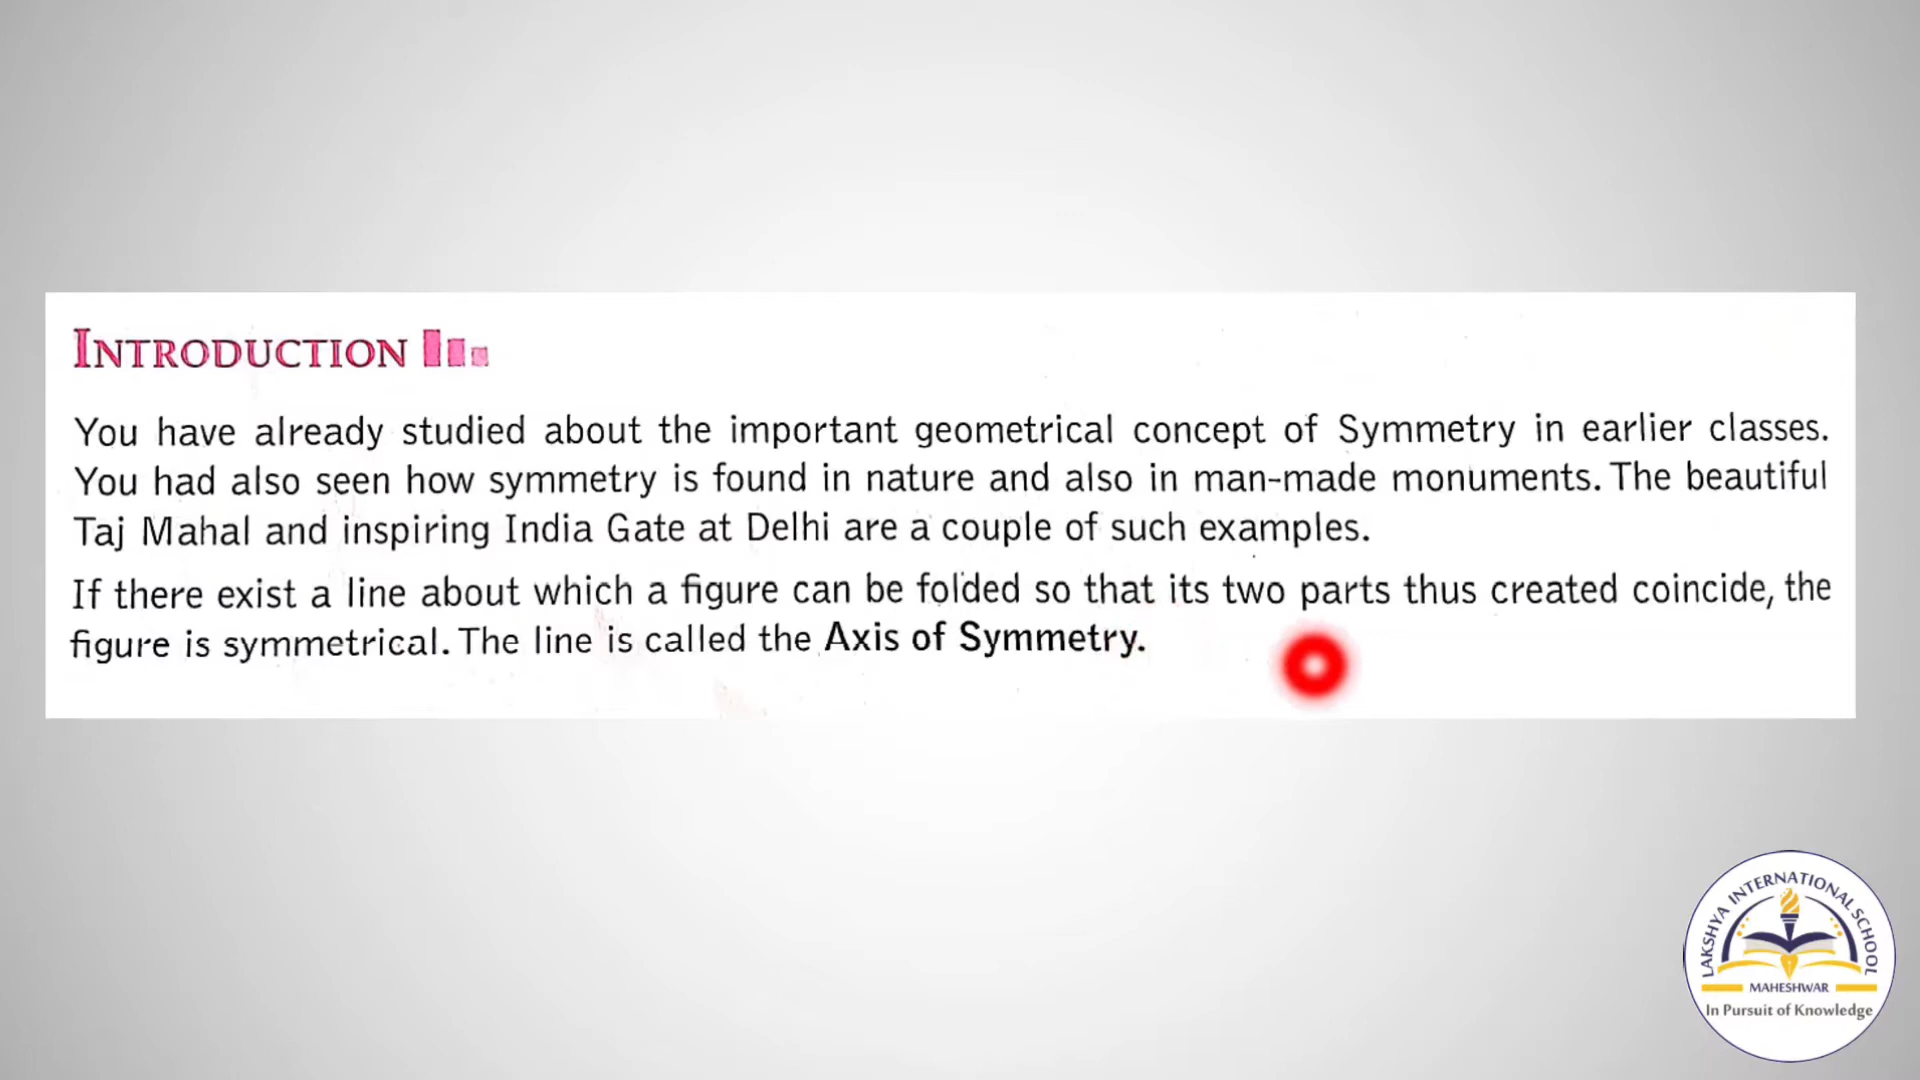 INTRODUCTION
You have already studied about the important geometrical concept of Symmetry in earlier classes.
You had also seen how symmetry is found in nature and also in man-made monuments. The beautiful
Taj Mahal and inspiring India Gate at Delhi are a couple of such examples.
If there exist a line about which a figure can be folded so that its two parts thus created coincide, the
figure is symmetrical. The line is called the Axis of Symmetry.
LAKSHYA INTERNATIONAL SCHOOL
MAHESHWAR
In Pursuit of Knowledge